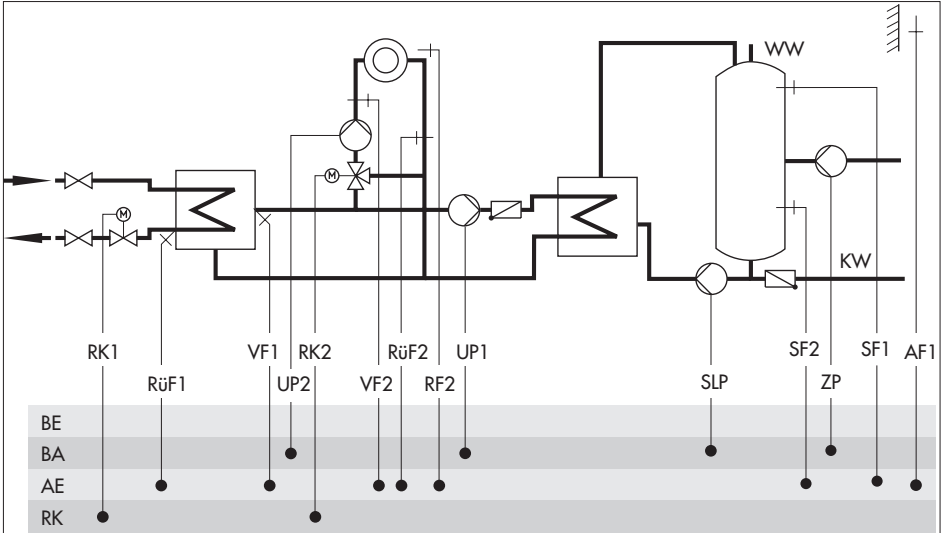 WW
M
M
KW
RK1 VF1 RK2 RüF2 UP1 SF2 SF1 AF1
RüF1 UP2 VF2 RF2 SLP ZP
BE
BA
AE
RK